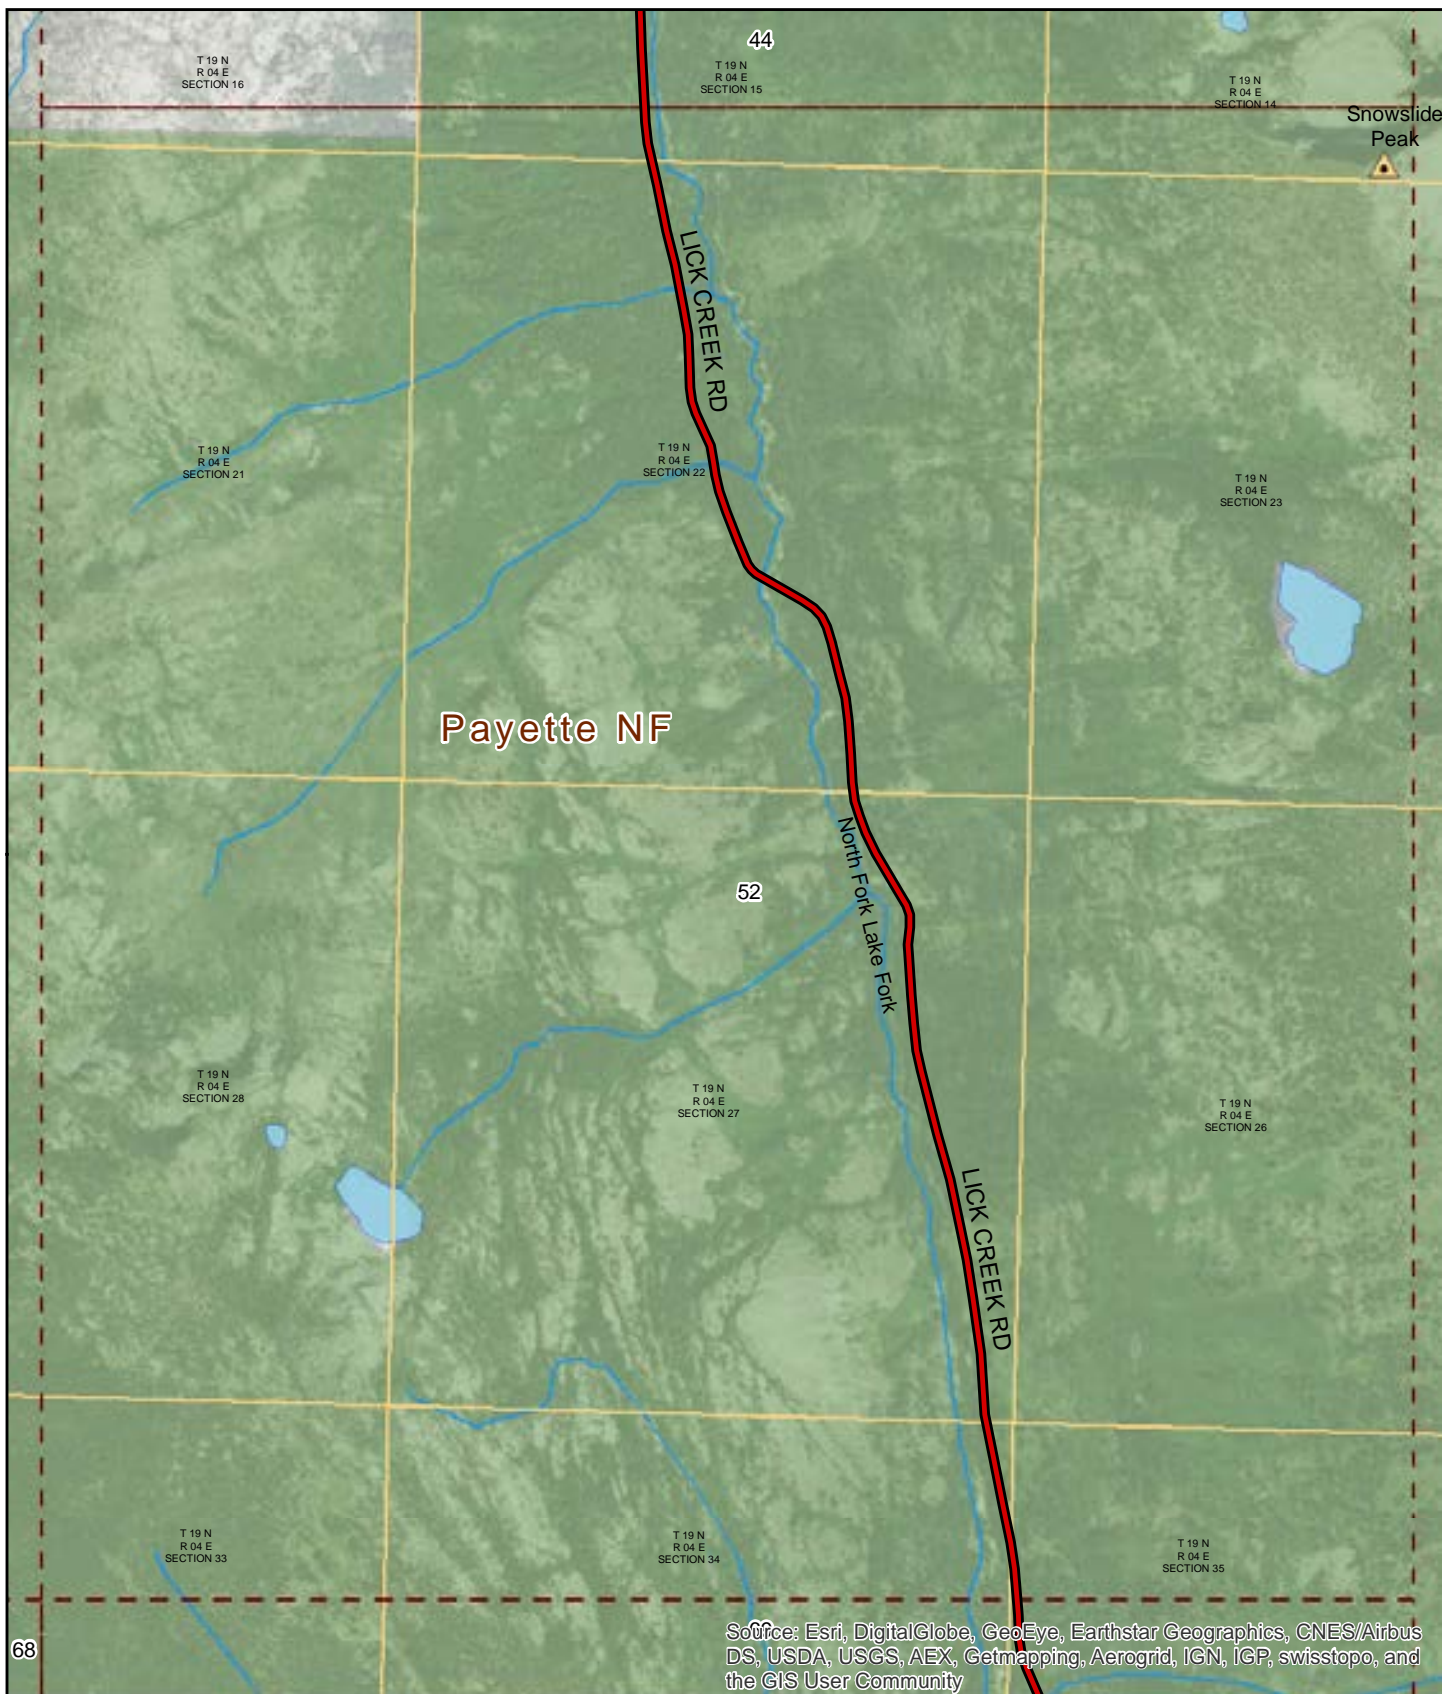 44
T 19 N
R 04 E
SECTION 16
T 19 N
R 04 E
SECTION 15
T 19 N
R 04 E
SECTION 14
Snowslide
Peak
LICK CREEK RD
T 19 N
R 04 E
SECTION 21
T 19 N
R 04 E
SECTION 22
T 19 N
R 04 E
SECTION 23
Payette NF
North Fork Lake Fork
52
T 19 N
R 04 E
SECTION 28
T 19 N
R 04 E
SECTION 27
T 19 N
R 04 E
SECTION 26
LICK CREEK RD
T 19 N
R 04 E
SECTION 33
T 19 N
R 04 E
SECTION 34
T 19 N
R 04 E
SECTION 35
68
Source: Esri, DigitalGlobe, GeoEye, Earthstar Geographics, CNES/Airbus
DS, USDA, USGS, AEX, Getmapping, Aerogrid, IGN, IGP, swisstopo, and
the GIS User Community